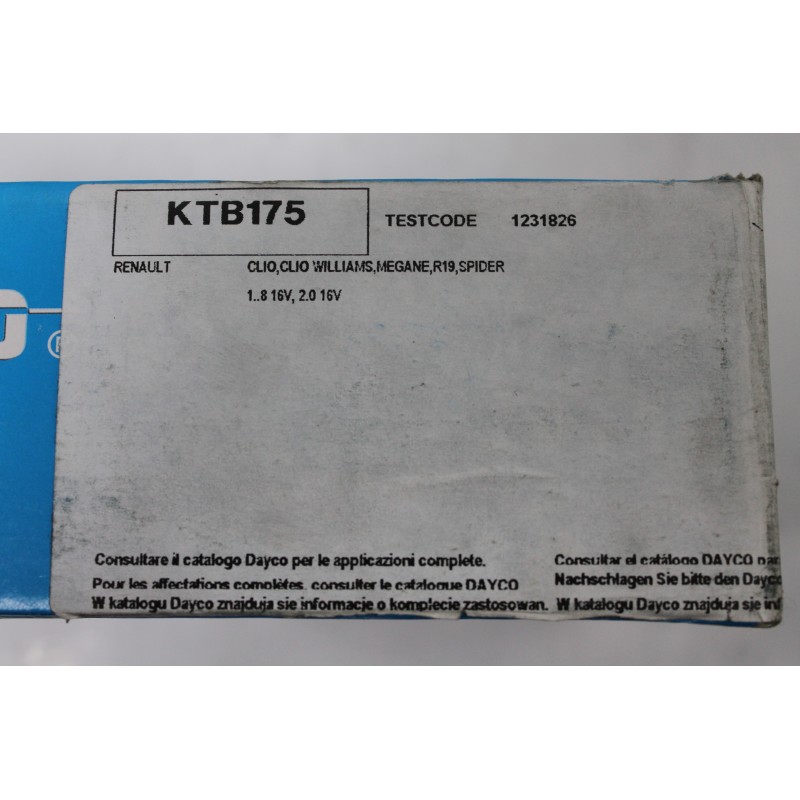 KTB175 TESTCODE 1231826
RENAULT CLIO,CLIO WILLIAMS,MEGANE,R19,SPIDER
1..8 16V, 2.0 16V
Consultare il catalogo Dayco per le applicazioni complete. Consultar el catálogo DAYCO
Pour les affectations complètes, consulter le catalogue DAYCO Nachschlagen Sie bitte den
W katalogu Dayco znajduja sie informacje o komplecie zastosowan. W katalogu Dayco znajduja sie